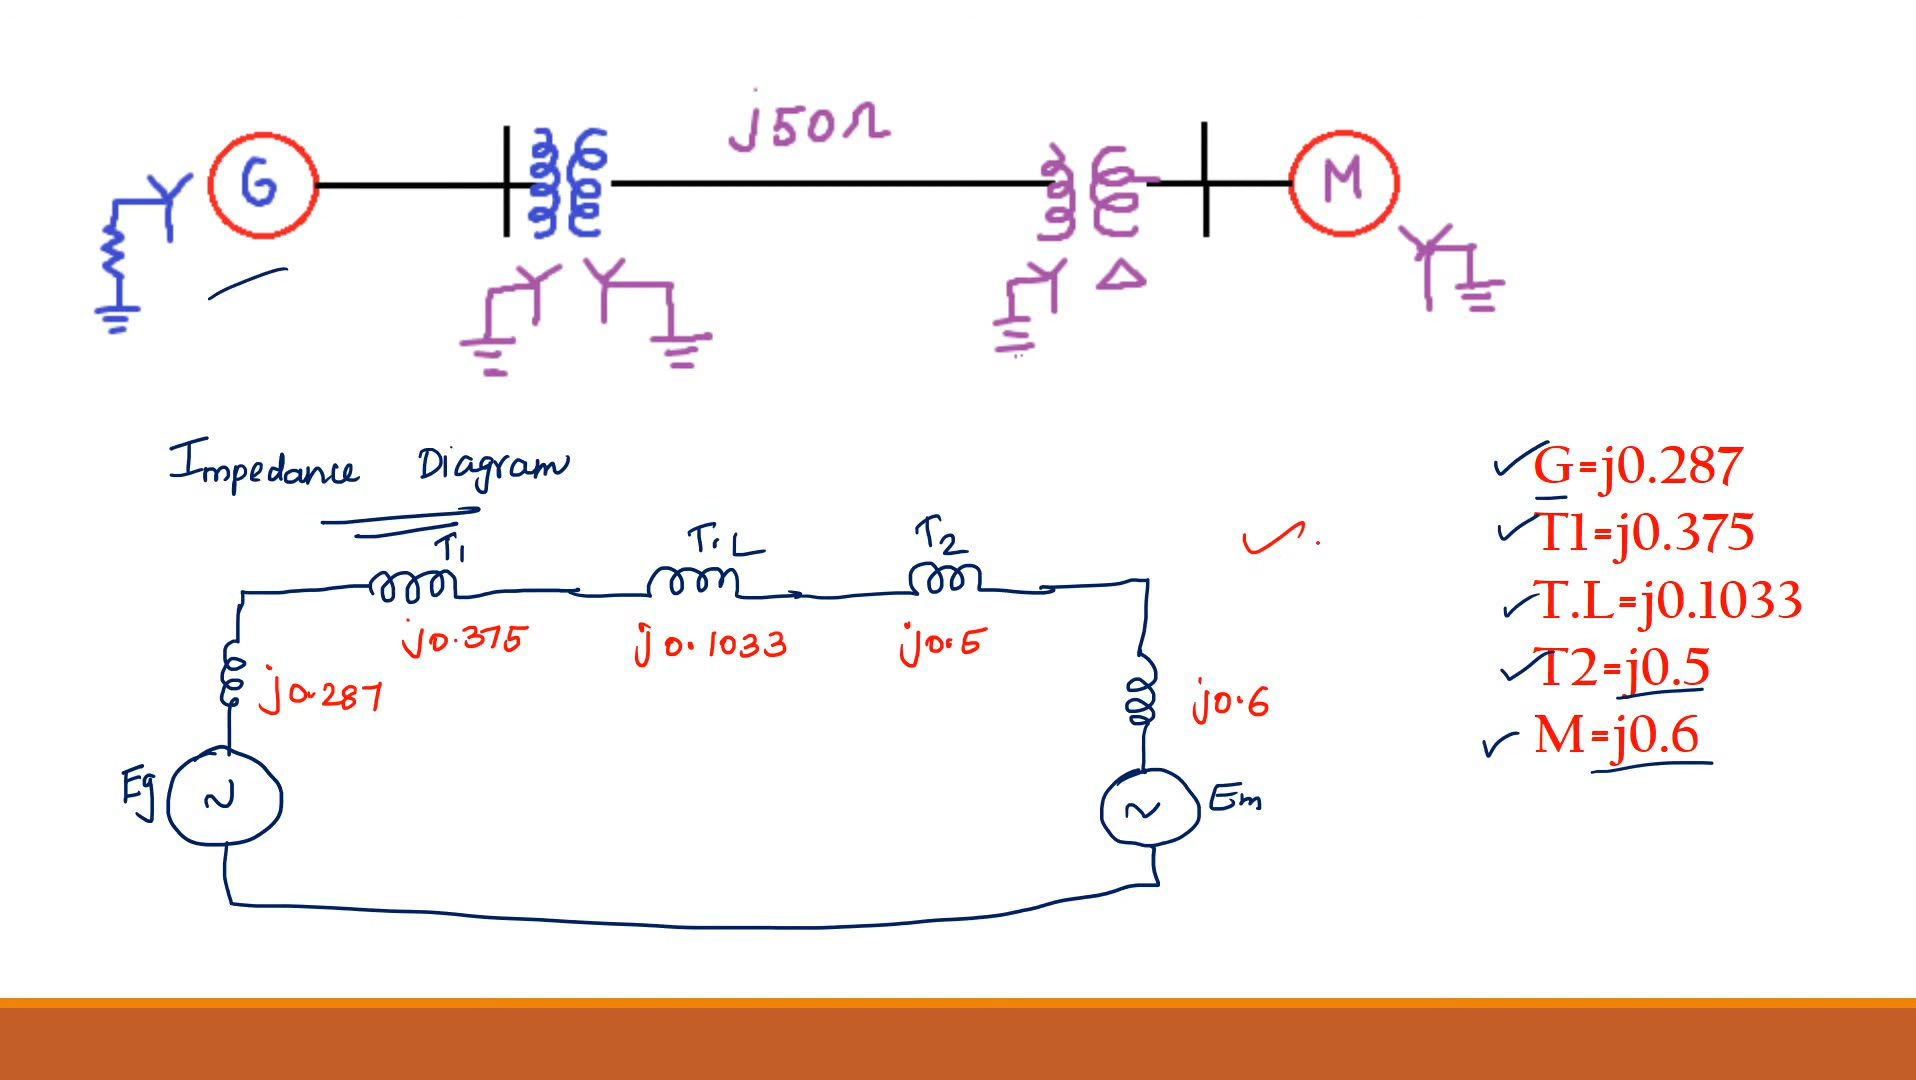 j50Ω
G
M
Impedance Diagram
T1
T.L
T2
j0.375
j0.1033
j0.5
j0.287
j0.6
Eg
Em
G=j0.287
T1=j0.375
T.L=j0.1033
T2=j0.5
M=j0.6